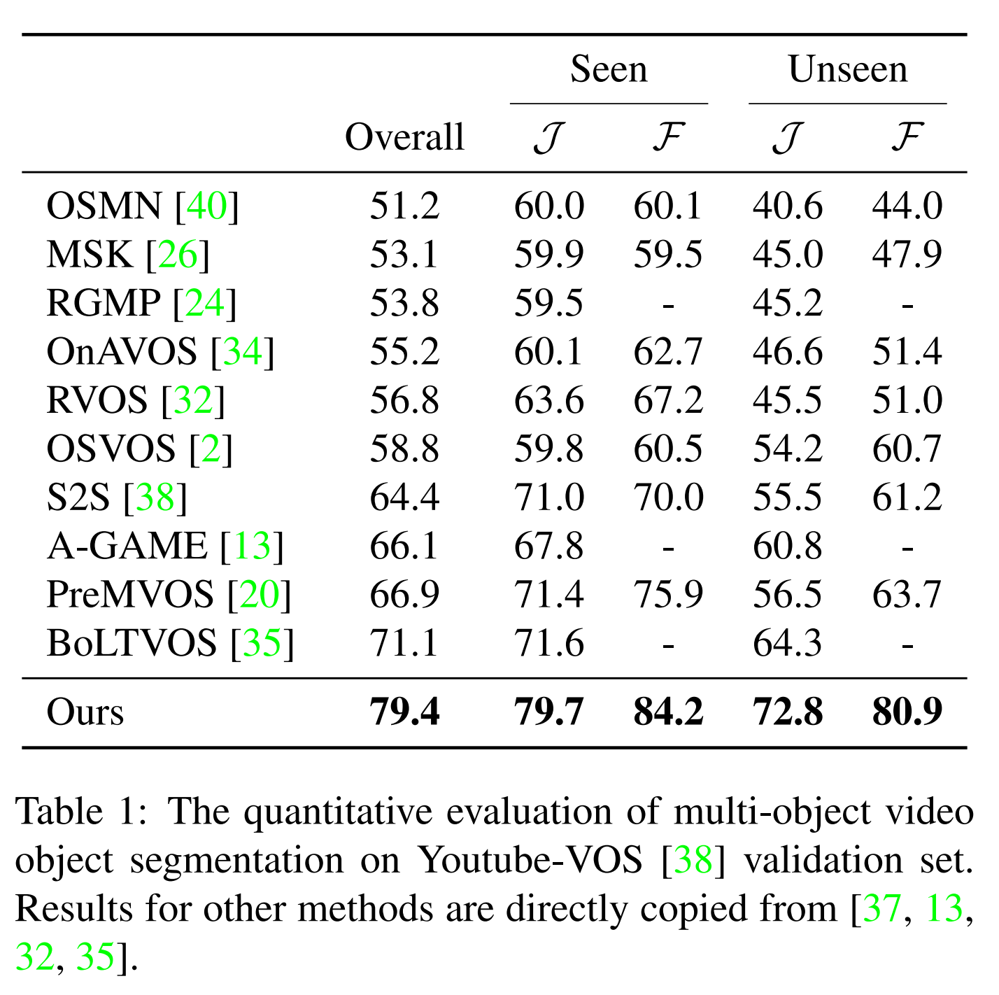 Seen Unseen
Overall 𝒥 ℱ 𝒥 ℱ
OSMN [40] 51.2 60.0 60.1 40.6 44.0
MSK [26] 53.1 59.9 59.5 45.0 47.9
RGMP [24] 53.8 59.5 - 45.2 -
OnAVOS [34] 55.2 60.1 62.7 46.6 51.4
RVOS [32] 56.8 63.6 67.2 45.5 51.0
OSVOS [2] 58.8 59.8 60.5 54.2 60.7
S2S [38] 64.4 71.0 70.0 55.5 61.2
A-GAME [13] 66.1 67.8 - 60.8 -
PreMVOS [20] 66.9 71.4 75.9 56.5 63.7
BoLTVOS [35] 71.1 71.6 - 64.3 -
Ours 79.4 79.7 84.2 72.8 80.9
Table 1: The quantitative evaluation of multi-object video
object segmentation on Youtube-VOS [38] validation set.
Results for other methods are directly copied from [37, 13,
32, 35].